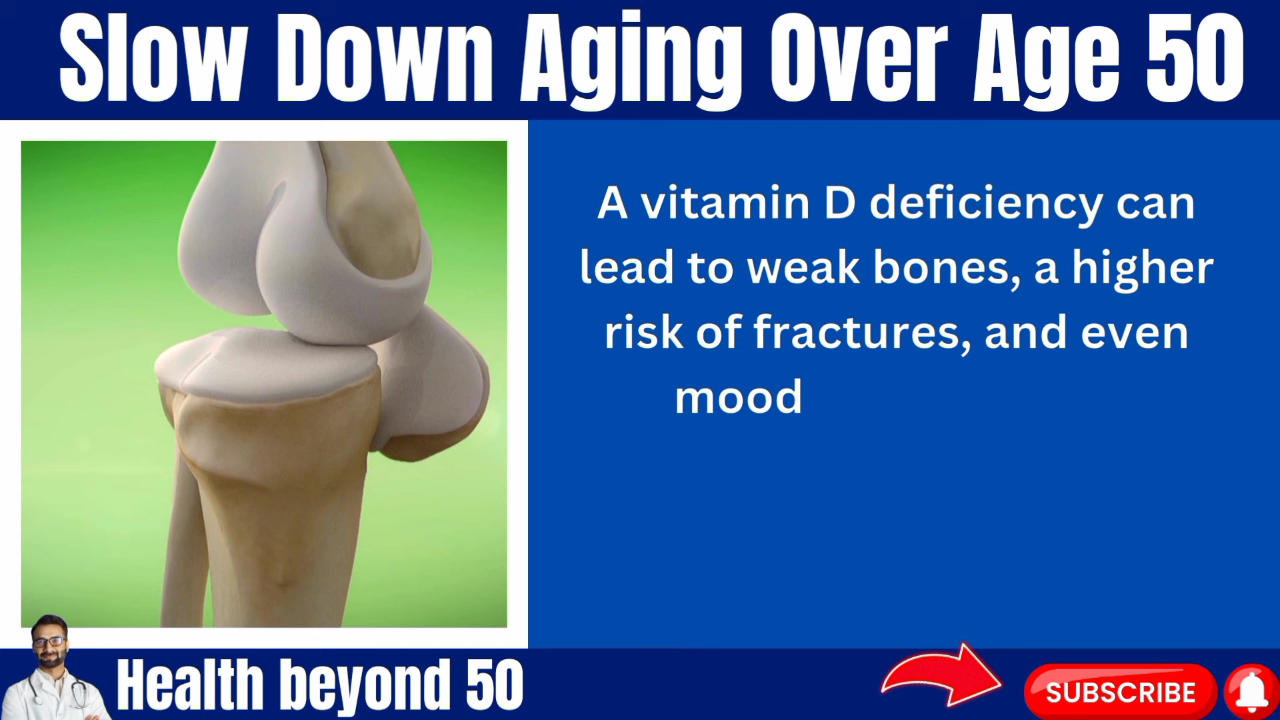 Slow Down Aging Over Age 50
A vitamin D deficiency can
lead to weak bones, a higher
risk of fractures, and even
mood
Health beyond 50
SUBSCRIBE